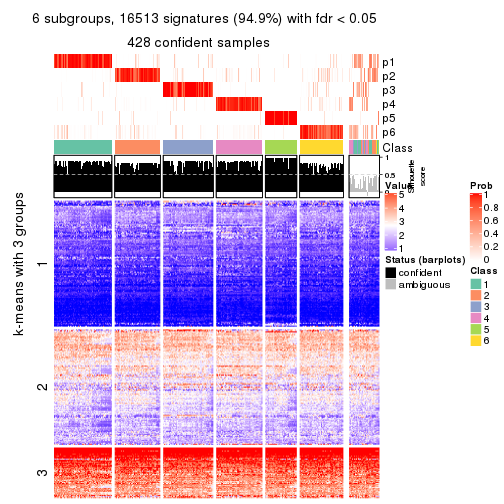 6 subgroups, 16513 signatures (94.9%) with fdr < 0.05
428 confident samples
p1
p2
p3
p4
p5
p6
Class
1
0.5
0
Silhouette
score
k-means with 3 groups
1
2
3
Value
5
4
3
2
1
Status (barplots)
confident
ambiguous
Prob
1
0.8
0.6
0.4
0.2
0
Class
1
2
3
4
5
6